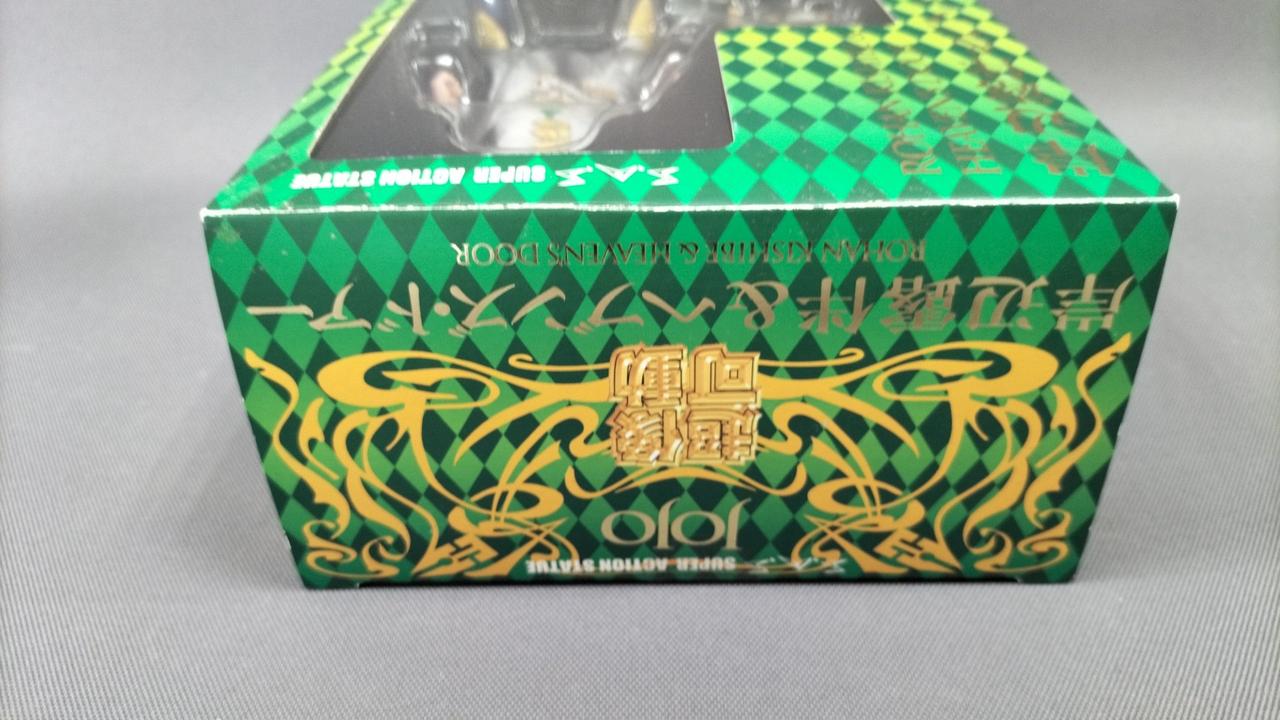 SUPER ACTION STATUE
JOJO
超像
可動
岸辺露伴&ヘブンズ・ドアー
ROHAN KISHIBE & HEAVEN'S DOOR
SUPER ACTION STATUE